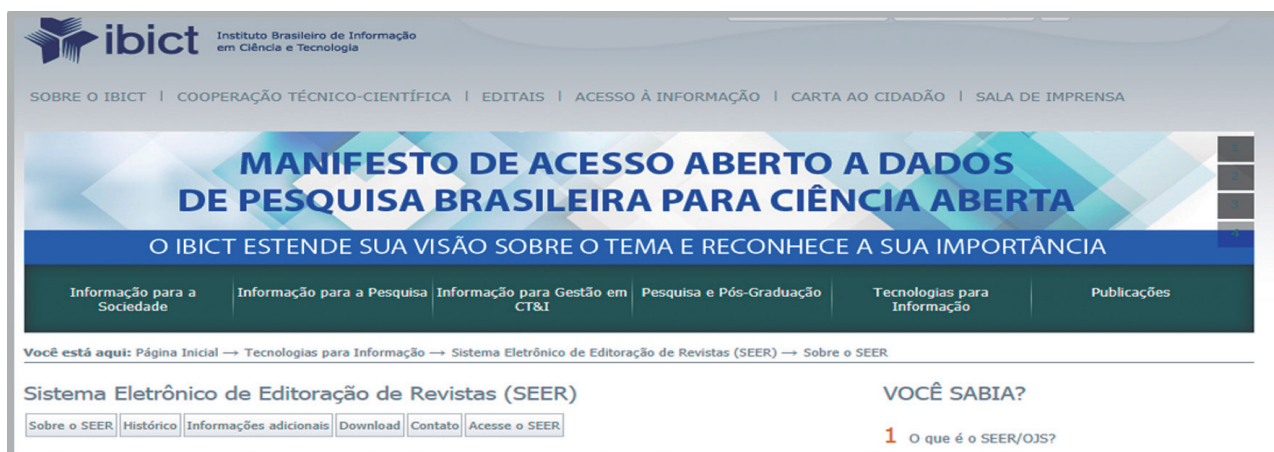 ibict Instituto Brasileiro de Informação
em Ciência e Tecnologia
SOBRE O IBICT | COOPERAÇÃO TÉCNICO-CIENTÍFICA | EDITAIS | ACESSO À INFORMAÇÃO | CARTA AO CIDADÃO | SALA DE IMPRENSA
MANIFESTO DE ACESSO ABERTO A DADOS
DE PESQUISA BRASILEIRA PARA CIÊNCIA ABERTA
O IBICT ESTENDE SUA VISÃO SOBRE O TEMA E RECONHECE A SUA IMPORTÂNCIA
1
2
3
4
Informação para a
Sociedade
Informação para a Pesquisa
Informação para Gestão em
CT&I
Pesquisa e Pós-Graduação
Tecnologias para
Informação
Publicações
Você está aqui: Página Inicial → Tecnologias para Informação → Sistema Eletrônico de Editoração de Revistas (SEER) → Sobre o SEER
Sistema Eletrônico de Editoração de Revistas (SEER)
Sobre o SEER Histórico Informações adicionais Download Contato Acesse o SEER
VOCÊ SABIA?
1 O que é o SEER/OJS?